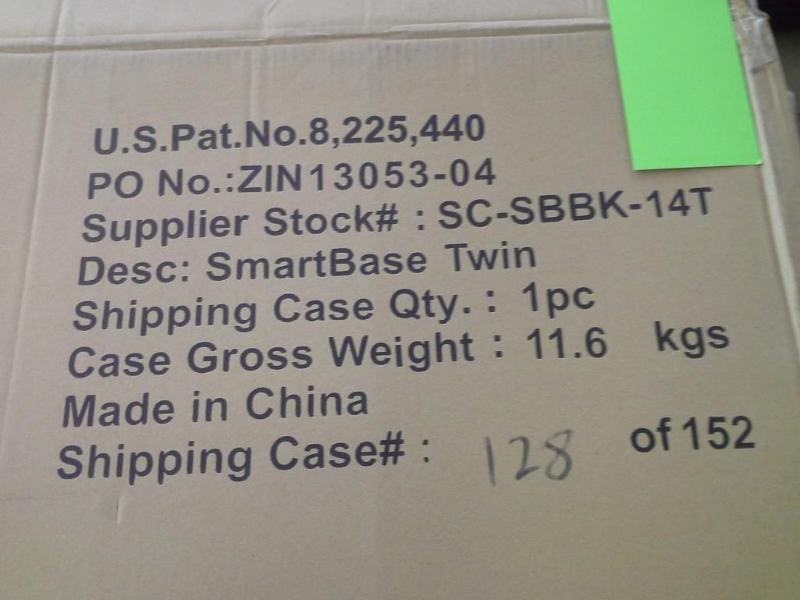 U.S.Pat.No.8,225,440
PO No.:ZIN13053-04
Supplier Stock# : SC-SBBK-14T
Desc: SmartBase Twin
Shipping Case Qty. : 1pc
Case Gross Weight : 11.6 kgs
Made in China
Shipping Case# : 128 of 152